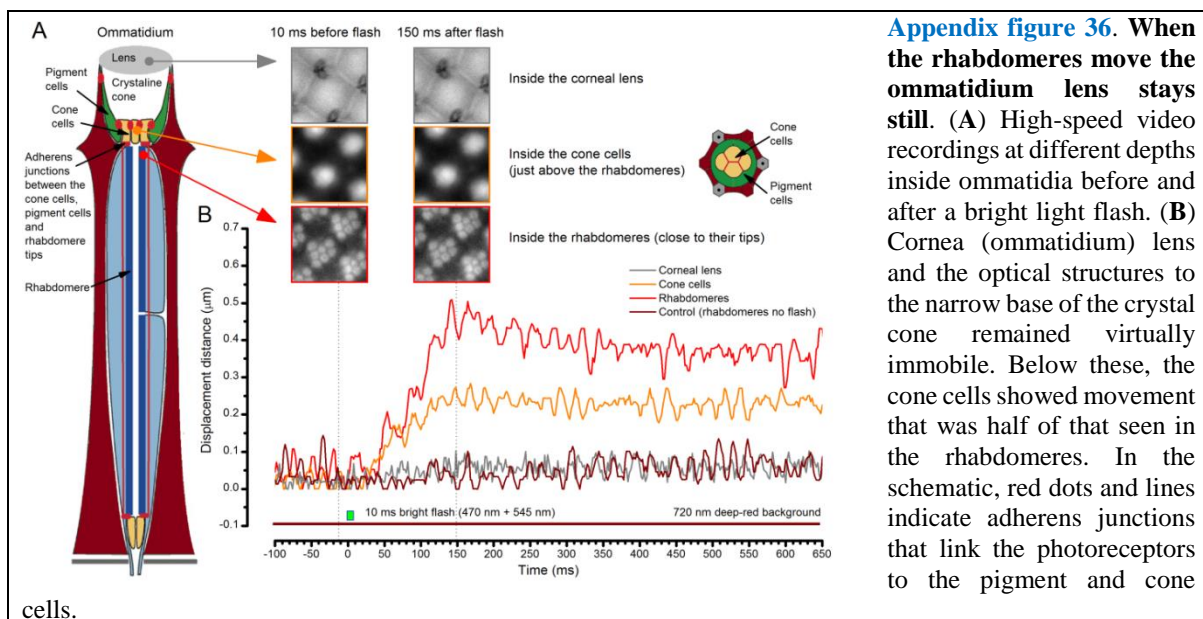 A
Ommatidium
Lens
Pigment
cells
Crystaline
cone
Cone
cells
Adherens
junctions
between the
cone cells,
pigment cells
and
rhabdomere
tips
Rhabdomere
10 ms before flash
150 ms after flash
Inside the corneal lens
Inside the cone cells
(just above the rhabdomeres)
Inside the rhabdomeres (close to their tips)
Cone
cells
Pigment
cells
B
Displacement distance (μm)
0.7
0.6
0.5
0.4
0.3
0.2
0.1
0.0
-0.1
Corneal lens
Cone cells
Rhabdomeres
Control (rhabdomeres no flash)
10 ms bright flash (470 nm + 545 nm)
720 nm deep-red background
-100 -50 0 50 100 150 200 250 300 350 400 450 500 550 600 650
Time (ms)
Appendix figure 36. When
the rhabdomeres move the
ommatidium lens stays
still. (A) High-speed video
recordings at different depths
inside ommatidia before and
after a bright light flash. (B)
Cornea (ommatidium) lens
and the optical structures to
the narrow base of the crystal
cone remained virtually
immobile. Below these, the
cone cells showed movement
that was half of that seen in
the rhabdomeres. In the
schematic, red dots and lines
indicate adherens junctions
that link the photoreceptors
to the pigment and cone
cells.